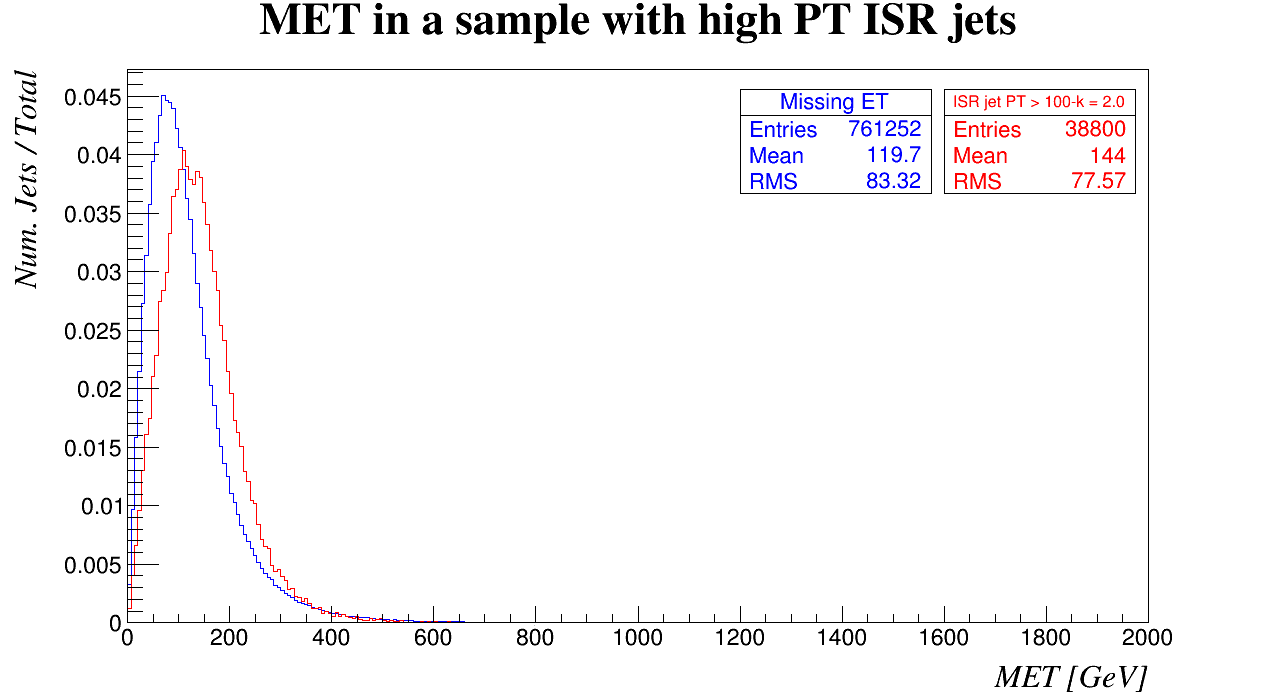 MET in a sample with high PT ISR jets
Num. Jets / Total
0.045
0.04
0.035
0.03
0.025
0.02
0.015
0.01
0.005
0
Missing ET
Entries 761252
Mean 119.7
RMS 83.32
ISR jet PT > 100-k = 2.0
Entries 38800
Mean 144
RMS 77.57
0 200 400 600 800 1000 1200 1400 1600 1800 2000
MET [GeV]